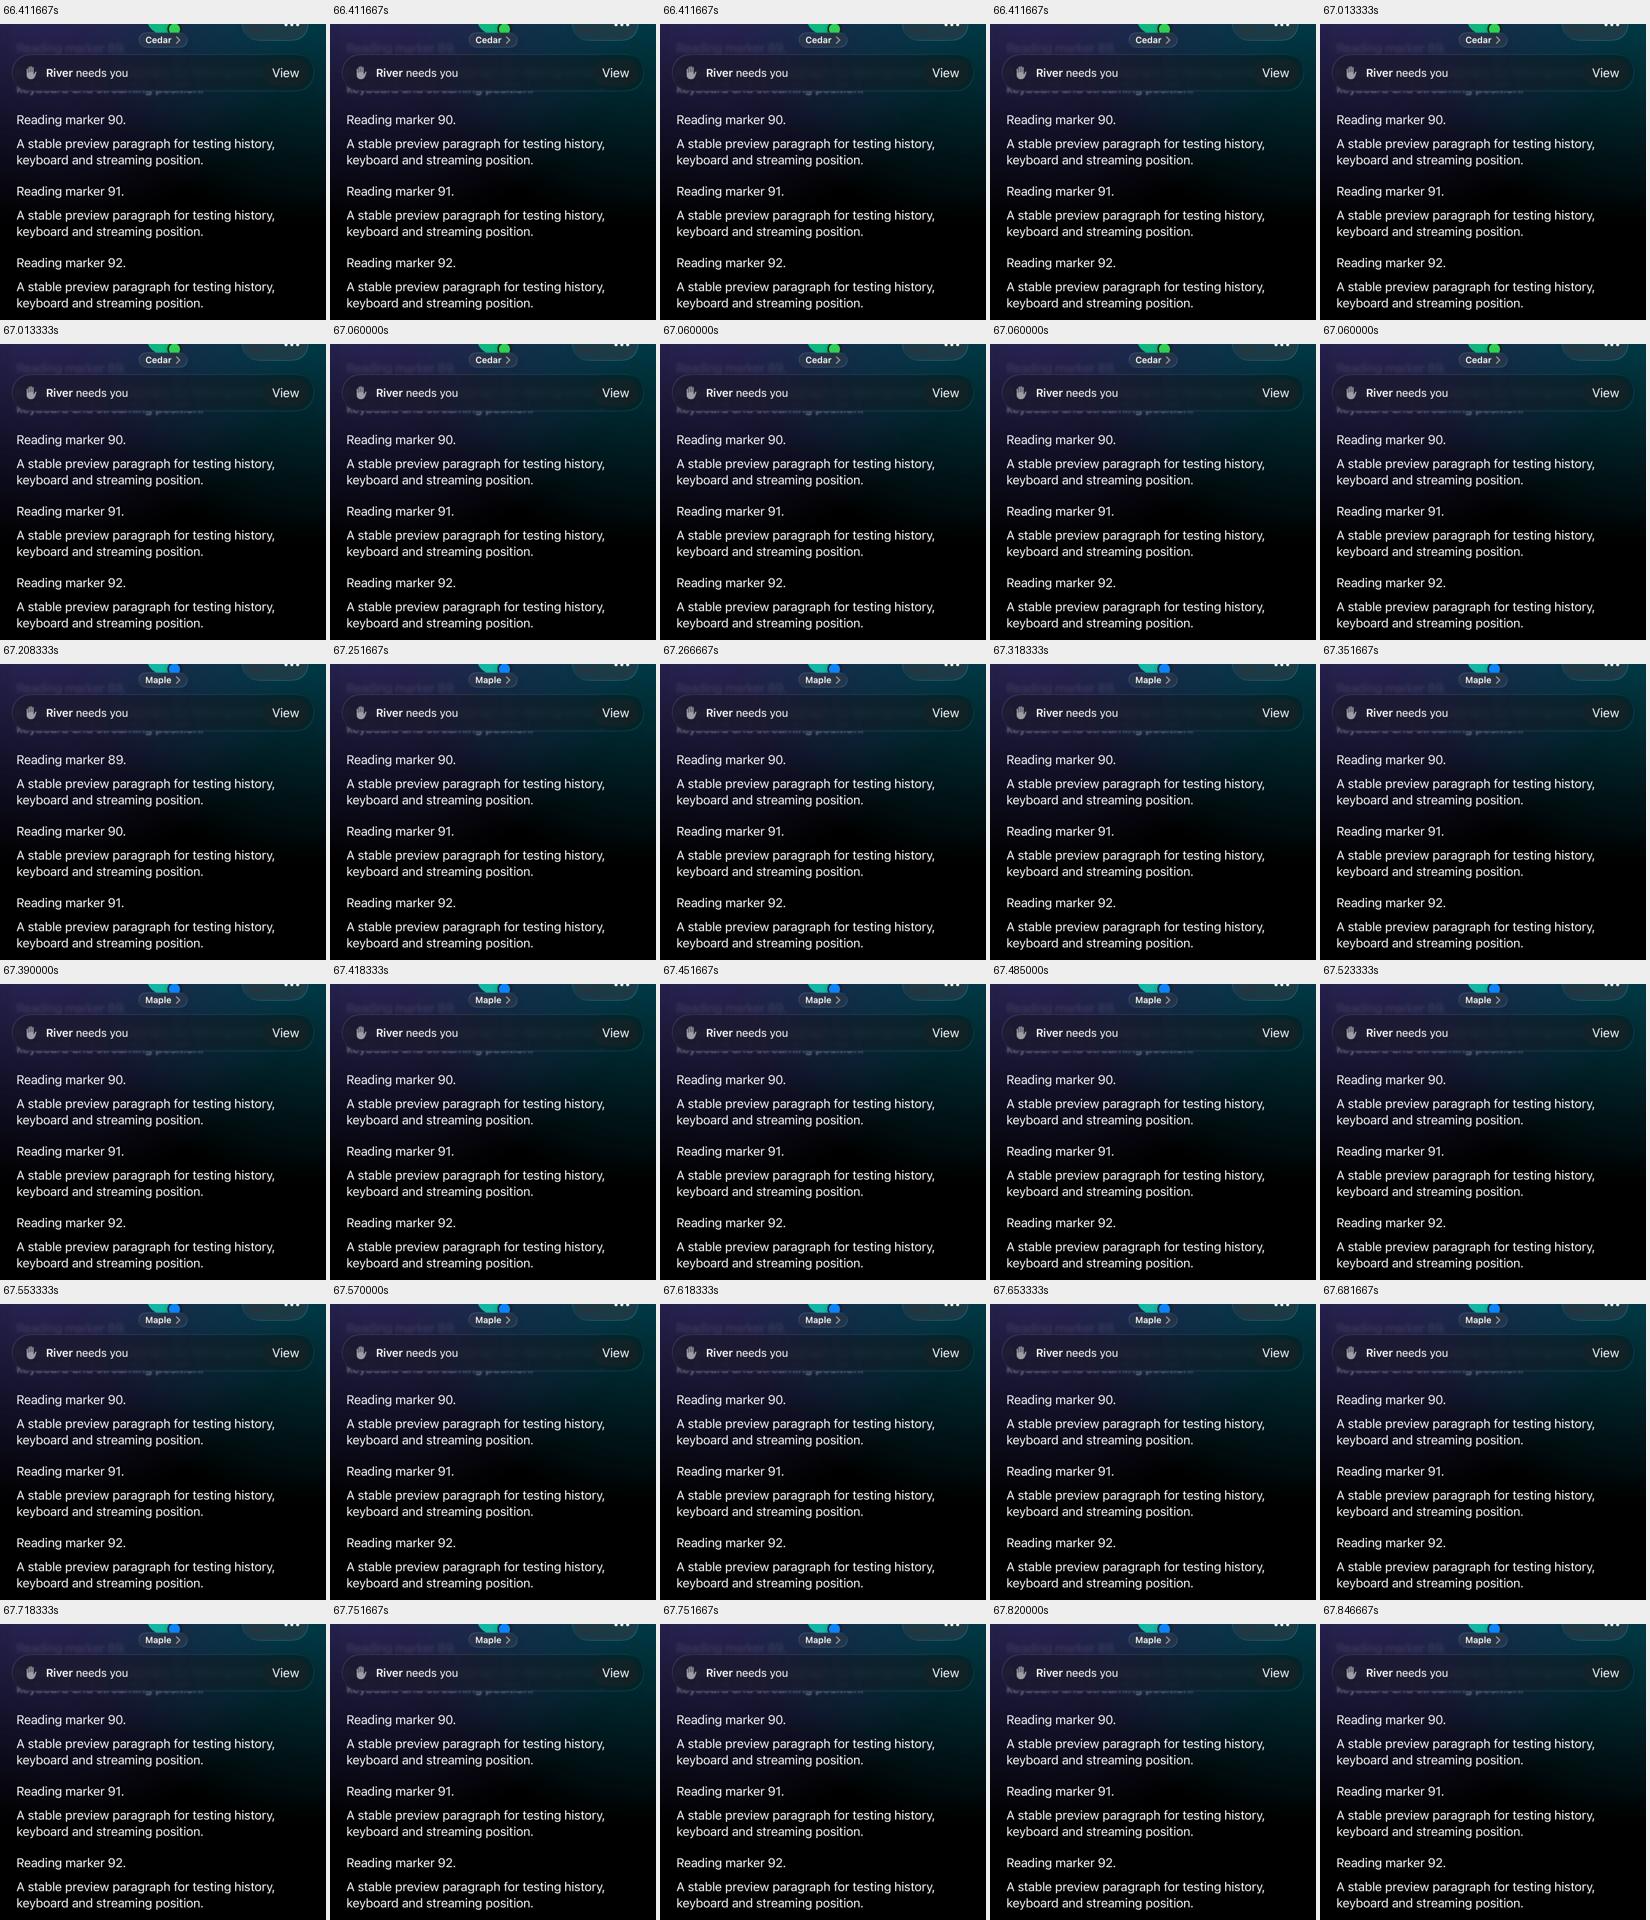 66.411667s
Cedar >
River needs you View
Reading marker 90.
A stable preview paragraph for testing history,
keyboard and streaming position.
Reading marker 91.
A stable preview paragraph for testing history,
keyboard and streaming position.
Reading marker 92.
A stable preview paragraph for testing history,
keyboard and streaming position.
66.411667s
Cedar >
River needs you View
Reading marker 90.
A stable preview paragraph for testing history,
keyboard and streaming position.
Reading marker 91.
A stable preview paragraph for testing history,
keyboard and streaming position.
Reading marker 92.
A stable preview paragraph for testing history,
keyboard and streaming position.
66.411667s
Cedar >
River needs you View
Reading marker 90.
A stable preview paragraph for testing history,
keyboard and streaming position.
Reading marker 91.
A stable preview paragraph for testing history,
keyboard and streaming position.
Reading marker 92.
A stable preview paragraph for testing history,
keyboard and streaming position.
66.411667s
Cedar >
River needs you View
Reading marker 90.
A stable preview paragraph for testing history,
keyboard and streaming position.
Reading marker 91.
A stable preview paragraph for testing history,
keyboard and streaming position.
Reading marker 92.
A stable preview paragraph for testing history,
keyboard and streaming position.
67.013333s
Cedar >
River needs you View
Reading marker 90.
A stable preview paragraph for testing history,
keyboard and streaming position.
Reading marker 91.
A stable preview paragraph for testing history,
keyboard and streaming position.
Reading marker 92.
A stable preview paragraph for testing history,
keyboard and streaming position.
67.013333s
Cedar >
River needs you View
Reading marker 90.
A stable preview paragraph for testing history,
keyboard and streaming position.
Reading marker 91.
A stable preview paragraph for testing history,
keyboard and streaming position.
Reading marker 92.
A stable preview paragraph for testing history,
keyboard and streaming position.
67.060000s
Cedar >
River needs you View
Reading marker 90.
A stable preview paragraph for testing history,
keyboard and streaming position.
Reading marker 91.
A stable preview paragraph for testing history,
keyboard and streaming position.
Reading marker 92.
A stable preview paragraph for testing history,
keyboard and streaming position.
67.060000s
Cedar >
River needs you View
Reading marker 90.
A stable preview paragraph for testing history,
keyboard and streaming position.
Reading marker 91.
A stable preview paragraph for testing history,
keyboard and streaming position.
Reading marker 92.
A stable preview paragraph for testing history,
keyboard and streaming position.
67.060000s
Cedar >
River needs you View
Reading marker 90.
A stable preview paragraph for testing history,
keyboard and streaming position.
Reading marker 91.
A stable preview paragraph for testing history,
keyboard and streaming position.
Reading marker 92.
A stable preview paragraph for testing history,
keyboard and streaming position.
67.060000s
Cedar >
River needs you View
Reading marker 90.
A stable preview paragraph for testing history,
keyboard and streaming position.
Reading marker 91.
A stable preview paragraph for testing history,
keyboard and streaming position.
Reading marker 92.
A stable preview paragraph for testing history,
keyboard and streaming position.
67.208333s
Maple >
River needs you View
Reading marker 89.
A stable preview paragraph for testing history,
keyboard and streaming position.
Reading marker 90.
A stable preview paragraph for testing history,
keyboard and streaming position.
Reading marker 91.
A stable preview paragraph for testing history,
keyboard and streaming position.
67.251667s
Maple >
River needs you View
Reading marker 90.
A stable preview paragraph for testing history,
keyboard and streaming position.
Reading marker 91.
A stable preview paragraph for testing history,
keyboard and streaming position.
Reading marker 92.
A stable preview paragraph for testing history,
keyboard and streaming position.
67.266667s
Maple >
River needs you View
Reading marker 90.
A stable preview paragraph for testing history,
keyboard and streaming position.
Reading marker 91.
A stable preview paragraph for testing history,
keyboard and streaming position.
Reading marker 92.
A stable preview paragraph for testing history,
keyboard and streaming position.
67.318333s
Maple >
River needs you View
Reading marker 90.
A stable preview paragraph for testing history,
keyboard and streaming position.
Reading marker 91.
A stable preview paragraph for testing history,
keyboard and streaming position.
Reading marker 92.
A stable preview paragraph for testing history,
keyboard and streaming position.
67.351667s
Maple >
River needs you View
Reading marker 90.
A stable preview paragraph for testing history,
keyboard and streaming position.
Reading marker 91.
A stable preview paragraph for testing history,
keyboard and streaming position.
Reading marker 92.
A stable preview paragraph for testing history,
keyboard and streaming position.
67.390000s
Maple >
River needs you View
Reading marker 90.
A stable preview paragraph for testing history,
keyboard and streaming position.
Reading marker 91.
A stable preview paragraph for testing history,
keyboard and streaming position.
Reading marker 92.
A stable preview paragraph for testing history,
keyboard and streaming position.
67.418333s
Maple >
River needs you View
Reading marker 90.
A stable preview paragraph for testing history,
keyboard and streaming position.
Reading marker 91.
A stable preview paragraph for testing history,
keyboard and streaming position.
Reading marker 92.
A stable preview paragraph for testing history,
keyboard and streaming position.
67.451667s
Maple >
River needs you View
Reading marker 90.
A stable preview paragraph for testing history,
keyboard and streaming position.
Reading marker 91.
A stable preview paragraph for testing history,
keyboard and streaming position.
Reading marker 92.
A stable preview paragraph for testing history,
keyboard and streaming position.
67.485000s
Maple >
River needs you View
Reading marker 90.
A stable preview paragraph for testing history,
keyboard and streaming position.
Reading marker 91.
A stable preview paragraph for testing history,
keyboard and streaming position.
Reading marker 92.
A stable preview paragraph for testing history,
keyboard and streaming position.
67.523333s
Maple >
River needs you View
Reading marker 90.
A stable preview paragraph for testing history,
keyboard and streaming position.
Reading marker 91.
A stable preview paragraph for testing history,
keyboard and streaming position.
Reading marker 92.
A stable preview paragraph for testing history,
keyboard and streaming position.
67.553333s
Maple >
River needs you View
Reading marker 90.
A stable preview paragraph for testing history,
keyboard and streaming position.
Reading marker 91.
A stable preview paragraph for testing history,
keyboard and streaming position.
Reading marker 92.
A stable preview paragraph for testing history,
keyboard and streaming position.
67.570000s
Maple >
River needs you View
Reading marker 90.
A stable preview paragraph for testing history,
keyboard and streaming position.
Reading marker 91.
A stable preview paragraph for testing history,
keyboard and streaming position.
Reading marker 92.
A stable preview paragraph for testing history,
keyboard and streaming position.
67.618333s
Maple >
River needs you View
Reading marker 90.
A stable preview paragraph for testing history,
keyboard and streaming position.
Reading marker 91.
A stable preview paragraph for testing history,
keyboard and streaming position.
Reading marker 92.
A stable preview paragraph for testing history,
keyboard and streaming position.
67.653333s
Maple >
River needs you View
Reading marker 90.
A stable preview paragraph for testing history,
keyboard and streaming position.
Reading marker 91.
A stable preview paragraph for testing history,
keyboard and streaming position.
Reading marker 92.
A stable preview paragraph for testing history,
keyboard and streaming position.
67.681667s
Maple >
River needs you View
Reading marker 90.
A stable preview paragraph for testing history,
keyboard and streaming position.
Reading marker 91.
A stable preview paragraph for testing history,
keyboard and streaming position.
Reading marker 92.
A stable preview paragraph for testing history,
keyboard and streaming position.
67.718333s
Maple >
River needs you View
Reading marker 90.
A stable preview paragraph for testing history,
keyboard and streaming position.
Reading marker 91.
A stable preview paragraph for testing history,
keyboard and streaming position.
Reading marker 92.
A stable preview paragraph for testing history,
keyboard and streaming position.
67.751667s
Maple >
River needs you View
Reading marker 90.
A stable preview paragraph for testing history,
keyboard and streaming position.
Reading marker 91.
A stable preview paragraph for testing history,
keyboard and streaming position.
Reading marker 92.
A stable preview paragraph for testing history,
keyboard and streaming position.
67.751667s
Maple >
River needs you View
Reading marker 90.
A stable preview paragraph for testing history,
keyboard and streaming position.
Reading marker 91.
A stable preview paragraph for testing history,
keyboard and streaming position.
Reading marker 92.
A stable preview paragraph for testing history,
keyboard and streaming position.
67.820000s
Maple >
River needs you View
Reading marker 90.
A stable preview paragraph for testing history,
keyboard and streaming position.
Reading marker 91.
A stable preview paragraph for testing history,
keyboard and streaming position.
Reading marker 92.
A stable preview paragraph for testing history,
keyboard and streaming position.
67.846667s
Maple >
River needs you View
Reading marker 90.
A stable preview paragraph for testing history,
keyboard and streaming position.
Reading marker 91.
A stable preview paragraph for testing history,
keyboard and streaming position.
Reading marker 92.
A stable preview paragraph for testing history,
keyboard and streaming position.